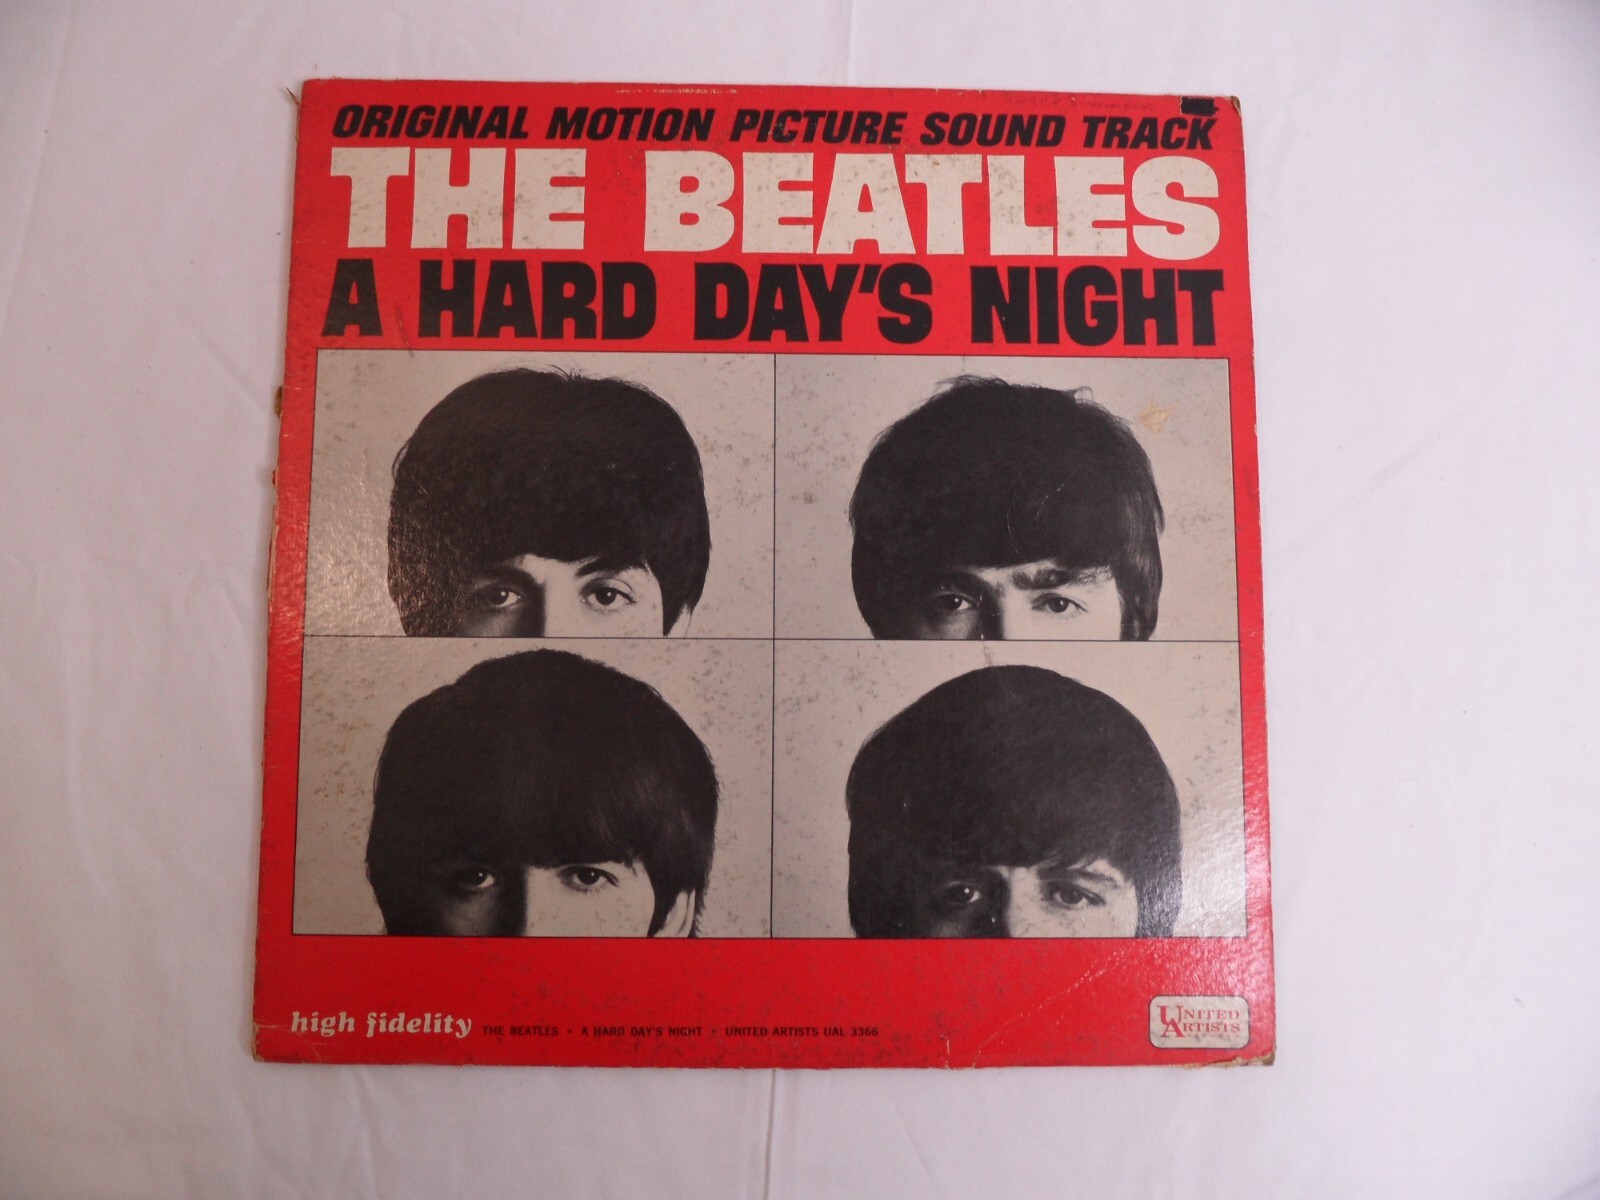 ORIGINAL MOTION PICTURE SOUND TRACK
THE BEATLES
A HARD DAY'S NIGHT
high fidelity THE BEATLES • A HARD DAY'S NIGHT • UNITED ARTISTS UAL 3366
UNITED
ARTISTS